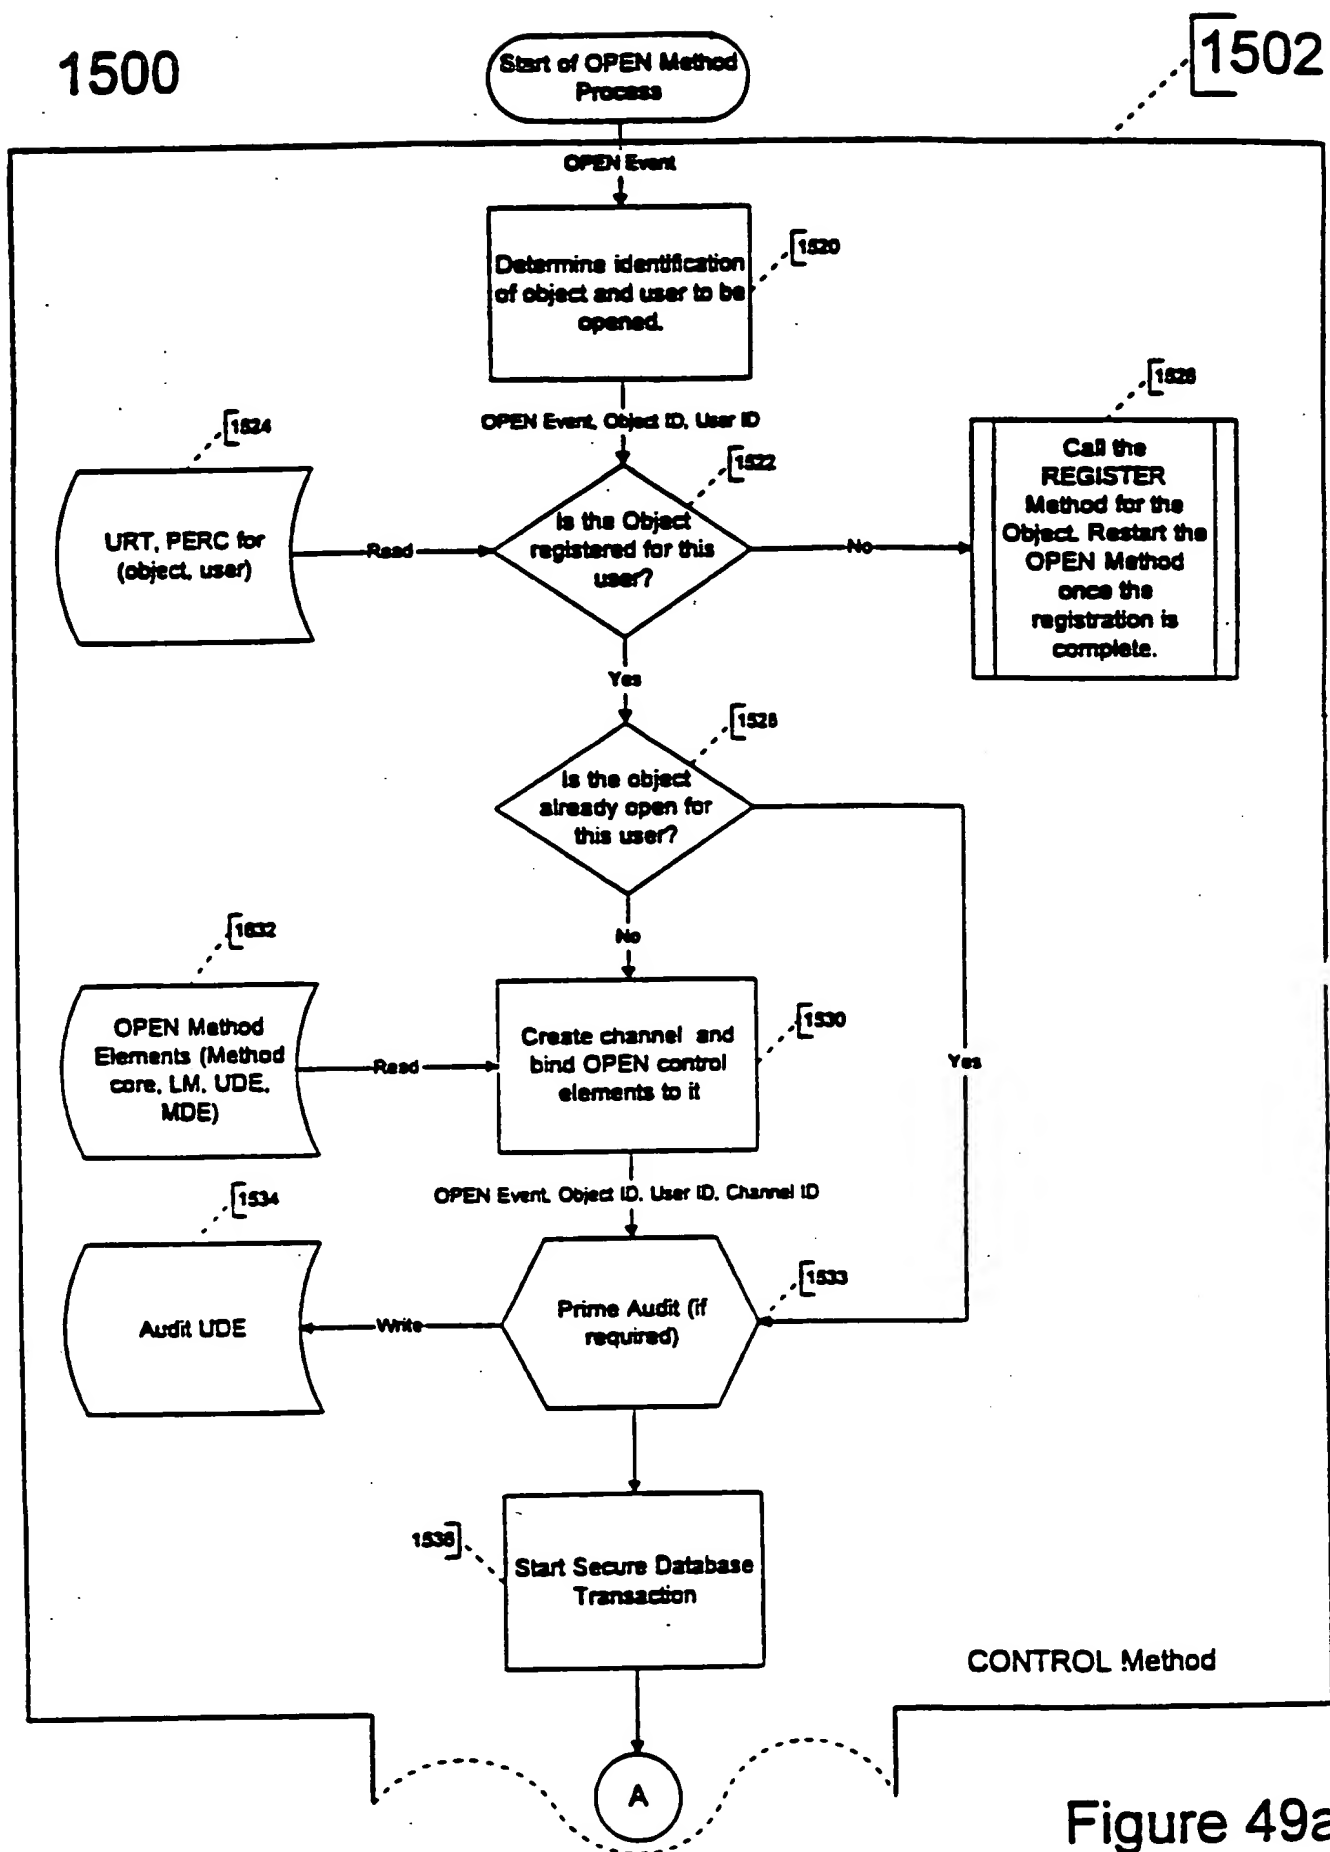 1500
1502
Start of OPEN Method
Process
OPEN Event
1520
Determine identification
of object and user to be
opened.
OPEN Event, Object ID, User ID
1526
1524
1522
URT, PERC for
(object, user)
Read
Is the Object
registered for this
user?
No
Call the
REGISTER
Method for the
Object. Restart the
OPEN Method
once the
registration is
complete.
Yes
1528
Is the object
already open for
this user?
No
Yes
1532
OPEN Method
Elements (Method
core, LM, UDE,
MDE)
Read
Create channel and
bind OPEN control
elements to it
1530
OPEN Event, Object ID, User ID, Channel ID
1534
1533
Audit UDE
Write
Prime Audit (if
required)
1536
Start Secure Database
Transaction
CONTROL Method
A
Figure 49a